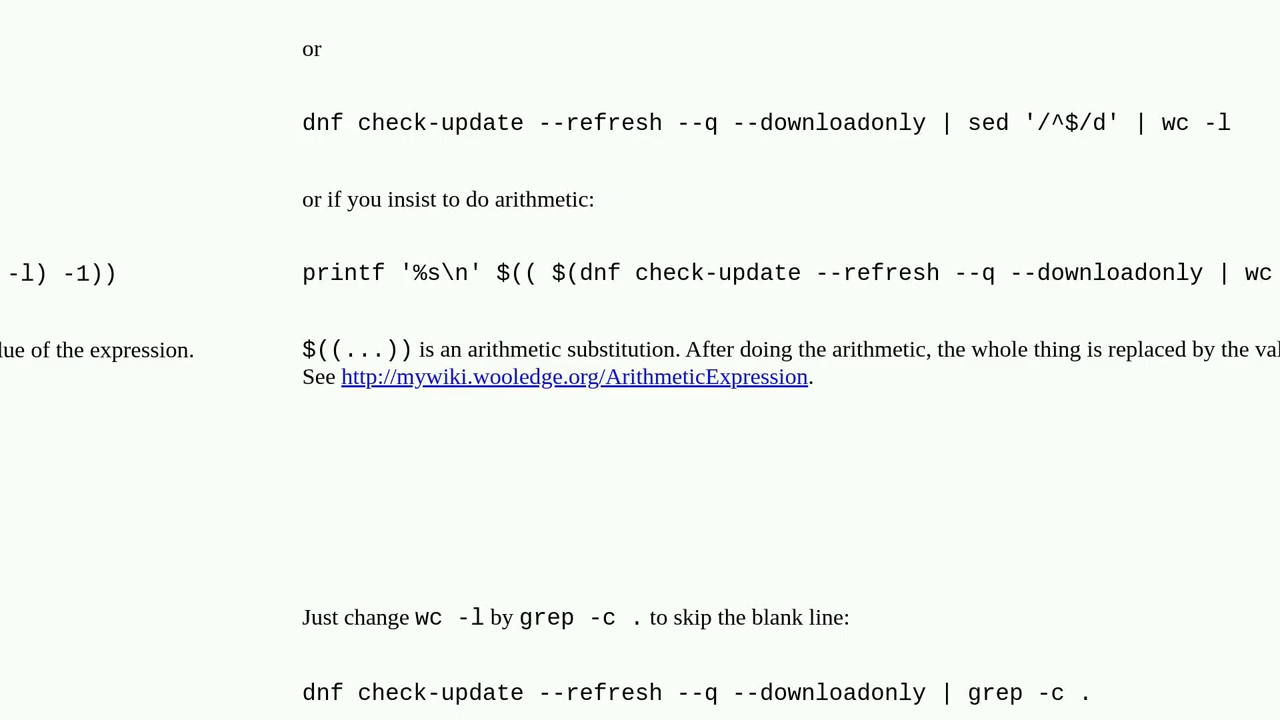 or
dnf check-update --refresh --q --downloadonly | sed '/^$/d' | wc -l
or if you insist to do arithmetic:
-l) -1))
printf '%s\n' $(( $(dnf check-update --refresh --q --downloadonly | wc
lue of the expression.
$((...)) is an arithmetic substitution. After doing the arithmetic, the whole thing is replaced by the val
See http://mywiki.wooledge.org/ArithmeticExpression.
Just change wc -l by grep -c . to skip the blank line:
dnf check-update --refresh --q --downloadonly | grep -c .